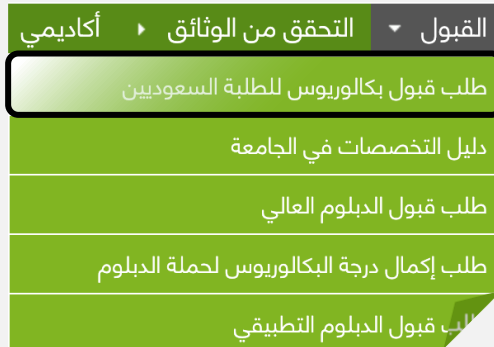 القبول التحقق من الوثائق أكاديمي
طلب قبول بكالوريوس للطلبة السعوديين
دليل التخصصات في الجامعة
طلب قبول الدبلوم العالي
طلب إكمال درجة البكالوريوس لحملة الدبلوم
طلب قبول الدبلوم التطبيقي